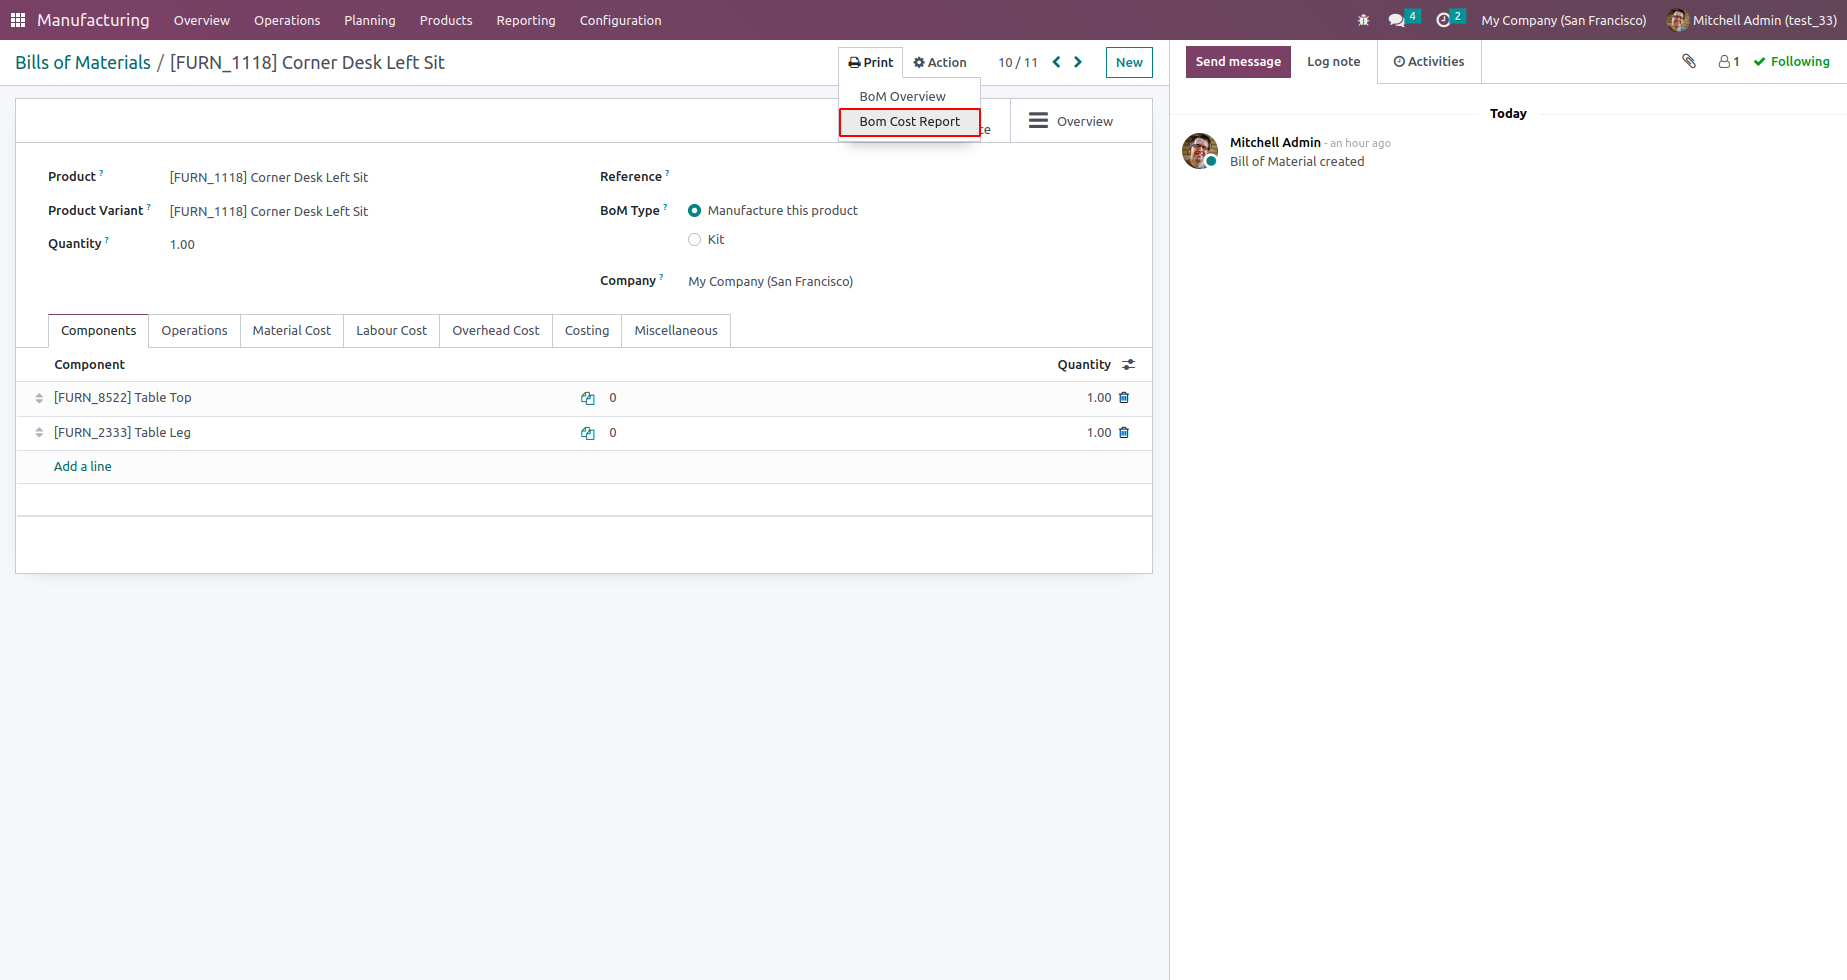 Manufacturing Overview Operations Planning Products Reporting Configuration 4 2 My Company (San Francisco) Mitchell Admin (test_33)
Bills of Materials / [FURN_1118] Corner Desk Left Sit Print Action 10 / 11 New
BoM Overview
Bom Cost Report
Overview
Product ? [FURN_1118] Corner Desk Left Sit
Product Variant ? [FURN_1118] Corner Desk Left Sit
Quantity ? 1.00
Reference ?
BoM Type ? Manufacture this product
Kit
Company ? My Company (San Francisco)
Components Operations Material Cost Labour Cost Overhead Cost Costing Miscellaneous
Component Quantity
[FURN_8522] Table Top 0 1.00
[FURN_2333] Table Leg 0 1.00
Add a line
Send message Log note Activities 1 Following
Today
Mitchell Admin - an hour ago
Bill of Material created